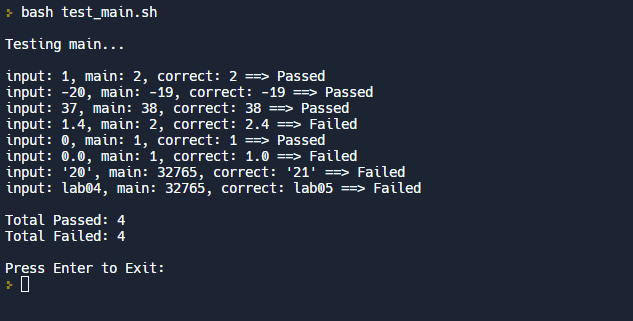 > bash test_main.sh
Testing main...
input: 1, main: 2, correct: 2 ==> Passed
input: -20, main: -19, correct: -19 ==> Passed
input: 37, main: 38, correct: 38 ==> Passed
input: 1.4, main: 2, correct: 2.4 ==> Failed
input: 0, main: 1, correct: 1 ==> Passed
input: 0.0, main: 1, correct: 1.0 ==> Failed
input: '20', main: 32765, correct: '21' ==> Failed
input: lab04, main: 32765, correct: lab05 ==> Failed
Total Passed: 4
Total Failed: 4
Press Enter to Exit:
>